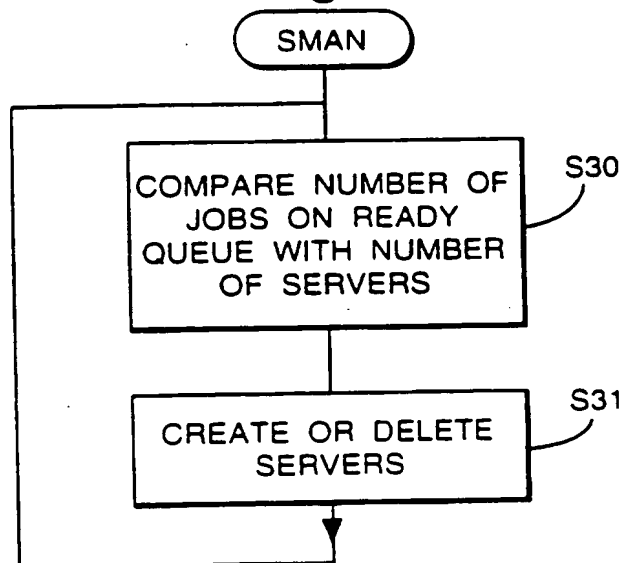 SMAN
COMPARE NUMBER OF
JOBS ON READY
QUEUE WITH NUMBER
OF SERVERS
S30
CREATE OR DELETE
SERVERS
S31